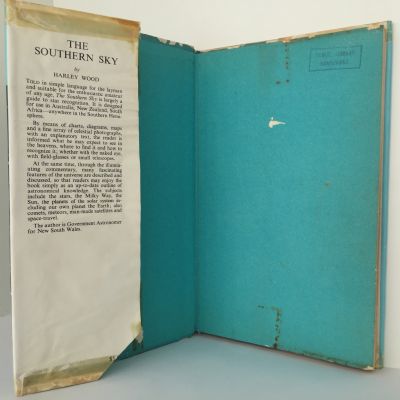 THE
SOUTHERN SKY
by
HARLEY WOOD
TOLD in simple language for the layman
and suitable for the enthusiastic amateur
of any age, The Southern Sky is largely a
guide to star recognition. It is designed
for use in Australia, New Zealand, South
Africa—anywhere in the Southern Hemi-
sphere.
By means of charts, diagrams, maps
and a fine array of celestial photographs,
with an explanatory text, the reader is
informed what he may expect to see in
the heavens, where to find it and how to
recognize it, whether with the naked eye,
with field-glasses or small telescopes.
At the same time, through the illumina-
ting commentary, many fascinating
features of the universe are described and
discussed, so that readers may enjoy the
book simply as an up-to-date outline of
astronomical knowledge. The subjects
include the stars, the Milky Way, the
Sun, the planets of the solar system in-
cluding our own planet the Earth; also
comets, meteors, man-made satellites and
space-travel.
The author is Government Astronomer
for New South Wales.